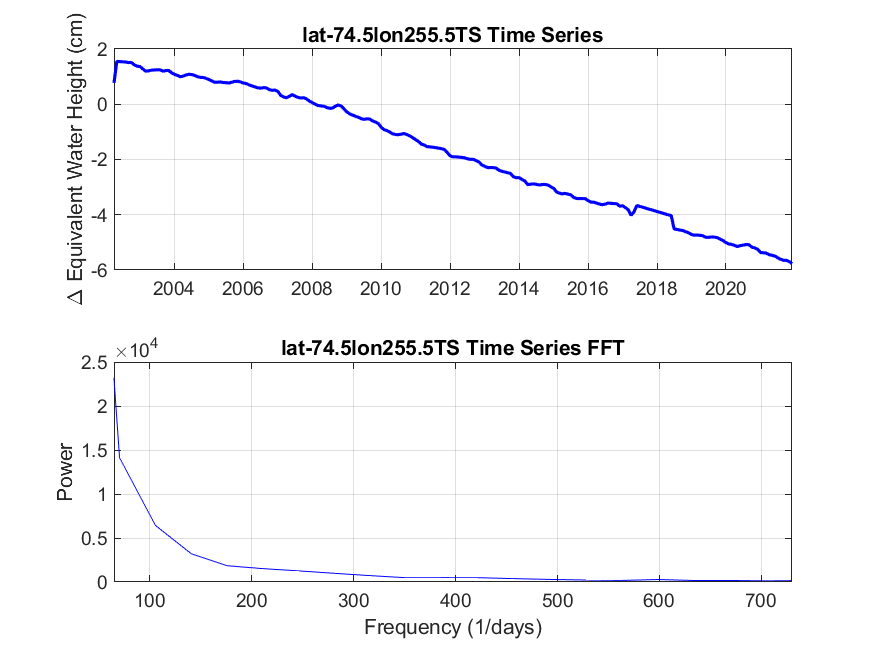 lat-74.5lon255.5TS Time Series
Δ Equivalent Water Height (cm)
2
0
-2
-4
-6
2004 2006 2008 2010 2012 2014 2016 2018 2020
lat-74.5lon255.5TS Time Series FFT
×10^4
Power
2.5
2
1.5
1
0.5
0
100 200 300 400 500 600 700
Frequency (1/days)